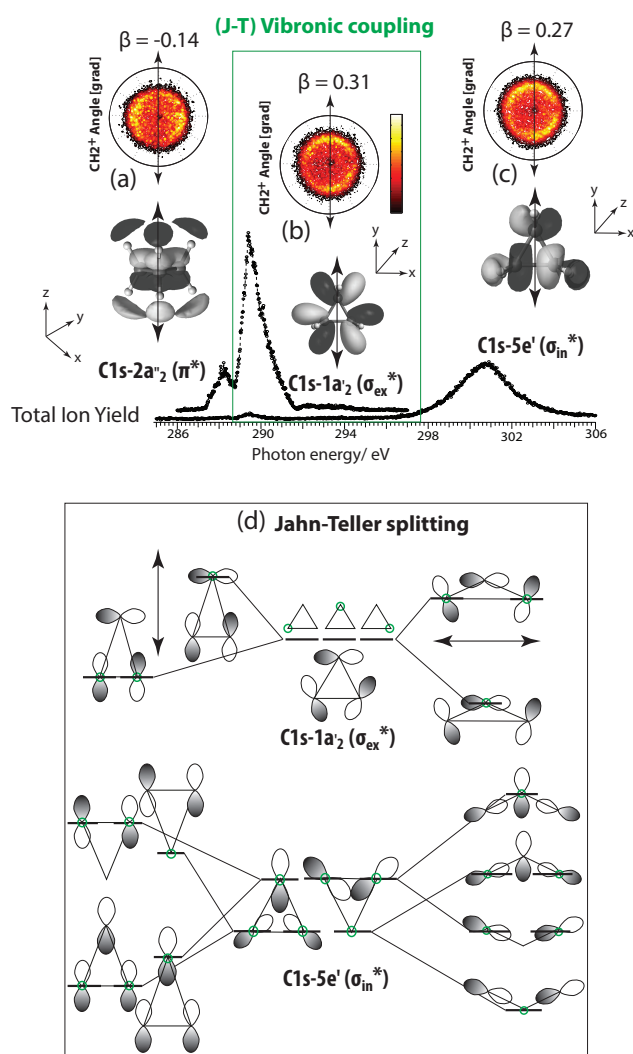 (J-T) Vibronic coupling
β = -0.14
β = 0.31
β = 0.27
CH2⁺ Angle [grad]
CH2⁺ Angle [grad]
CH2⁺ Angle [grad]
(a)
(b)
(c)
z
y
x
y
z
x
y
z
x
C1s-2a"₂ (π*)
C1s-1a'₂ (σₑₓ*)
C1s-5e' (σᵢₙ*)
Total Ion Yield
286 290 294 298 302 306
Photon energy/ eV
(d) Jahn-Teller splitting
C1s-1a'₂ (σₑₓ*)
C1s-5e' (σᵢₙ*)